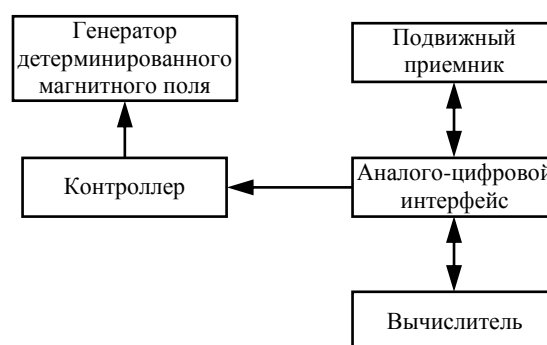 Генератор
детерминированного
магнитного поля
Подвижный
приемник
Контроллер
Аналого-цифровой
интерфейс
Вычислитель